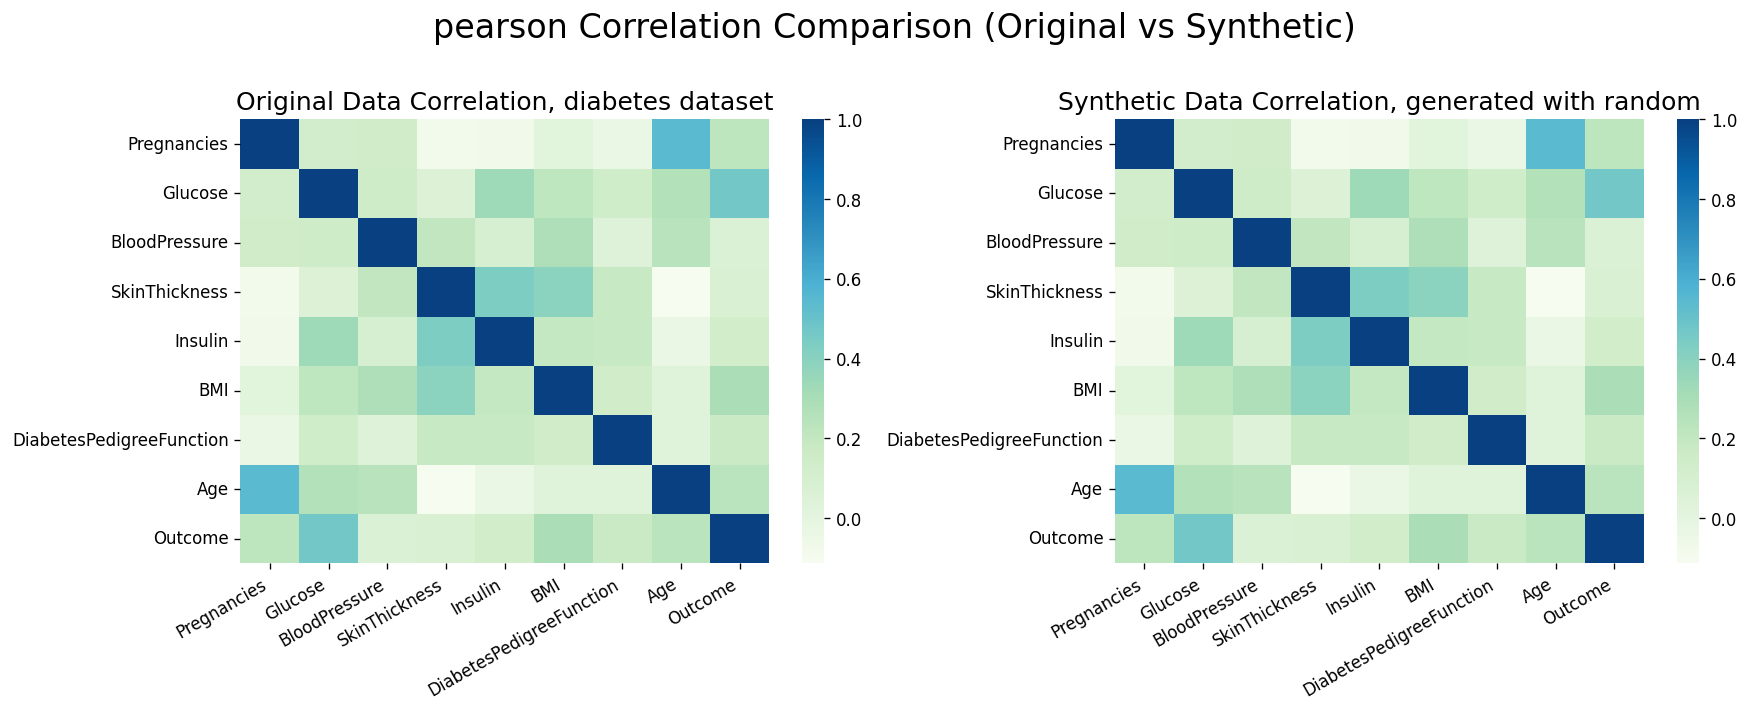 pearson Correlation Comparison (Original vs Synthetic)
Original Data Correlation, diabetes dataset
Pregnancies
Glucose
BloodPressure
SkinThickness
Insulin
BMI
DiabetesPedigreeFunction
Age
Outcome
Pregnancies
Glucose
BloodPressure
SkinThickness
Insulin
BMI
DiabetesPedigreeFunction
Age
Outcome
1.0
0.8
0.6
0.4
0.2
0.0
Synthetic Data Correlation, generated with random
Pregnancies
Glucose
BloodPressure
SkinThickness
Insulin
BMI
DiabetesPedigreeFunction
Age
Outcome
Pregnancies
Glucose
BloodPressure
SkinThickness
Insulin
BMI
DiabetesPedigreeFunction
Age
Outcome
1.0
0.8
0.6
0.4
0.2
0.0